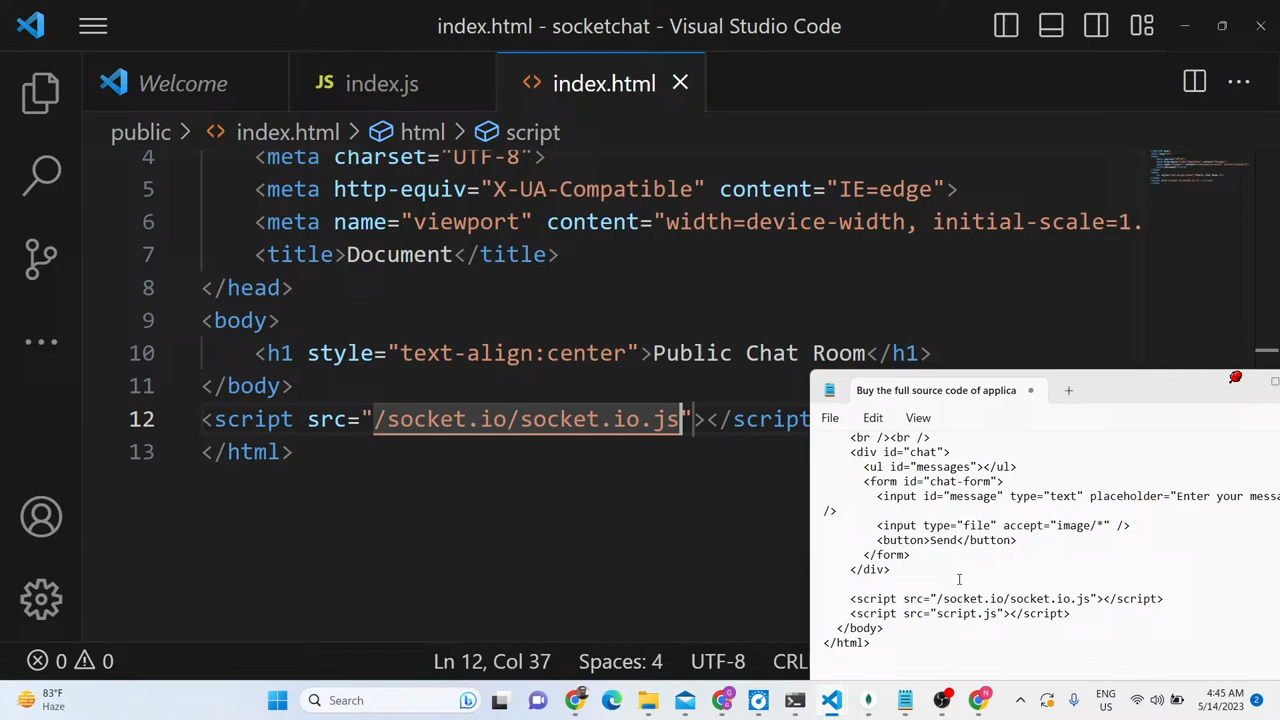 index.html - socketchat - Visual Studio Code
Welcome
JS index.js
<> index.html
public > <> index.html > html > script
4 <meta charset="UTF-8">
5 <meta http-equiv="X-UA-Compatible" content="IE=edge">
6 <meta name="viewport" content="width=device-width, initial-scale=1.
7 <title>Document</title>
8 </head>
9 <body>
10 <h1 style="text-align:center">Public Chat Room</h1>
11 </body>
12 <script src="/socket.io/socket.io.js"></script
13 </html>
Buy the full source code of applica
File Edit View
<br /><br />
<div id="chat">
<ul id="messages"></ul>
<form id="chat-form">
<input id="message" type="text" placeholder="Enter your messa
/>
<input type="file" accept="image/*" />
<button>Send</button>
</form>
</div>
<script src="/socket.io/socket.io.js"></script>
<script src="script.js"></script>
</body>
</html>
0 0 Ln 12, Col 37 Spaces: 4 UTF-8 CRL
83°F
Haze
Search
ENG
IN
4:45 AM
5/14/2023
2